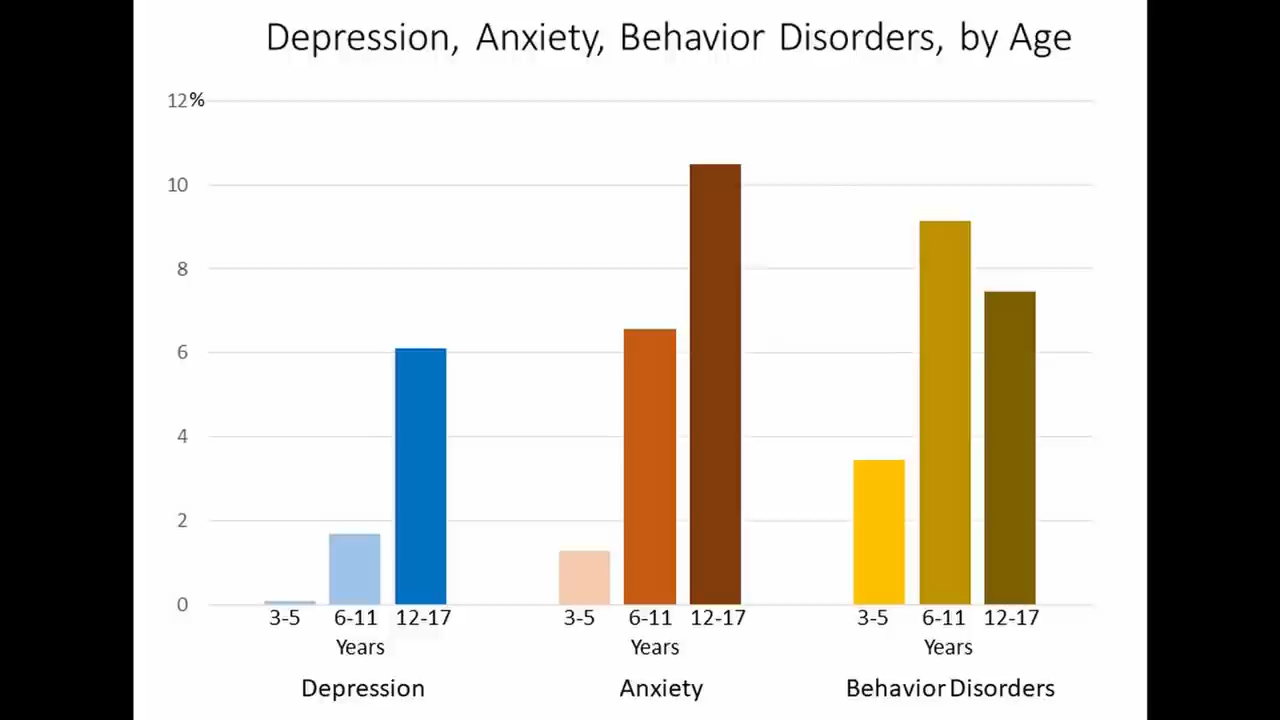 Depression, Anxiety, Behavior Disorders, by Age
12%
10
8
6
4
2
0
3-5 6-11 12-17 3-5 6-11 12-17 3-5 6-11 12-17
Years Years Years
Depression Anxiety Behavior Disorders